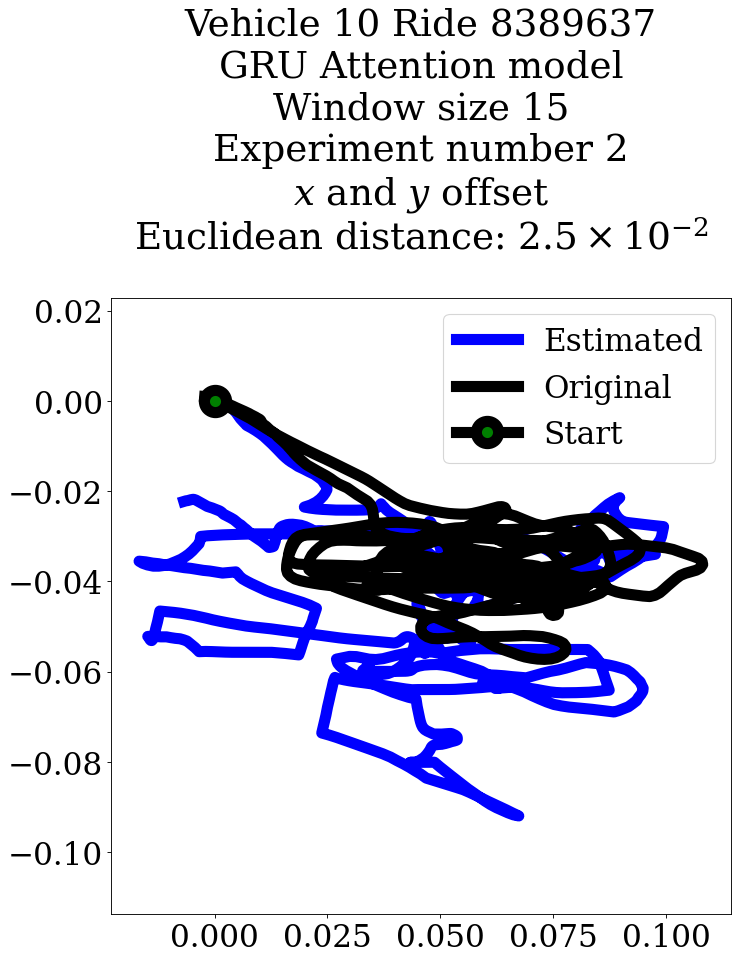 Vehicle 10 Ride 8389637
GRU Attention model
Window size 15
Experiment number 2
x and y offset
Euclidean distance: 2.5 × 10⁻²
Estimated
Original
Start
0.02
0.00
−0.02
−0.04
−0.06
−0.08
−0.10
0.000 0.025 0.050 0.075 0.100